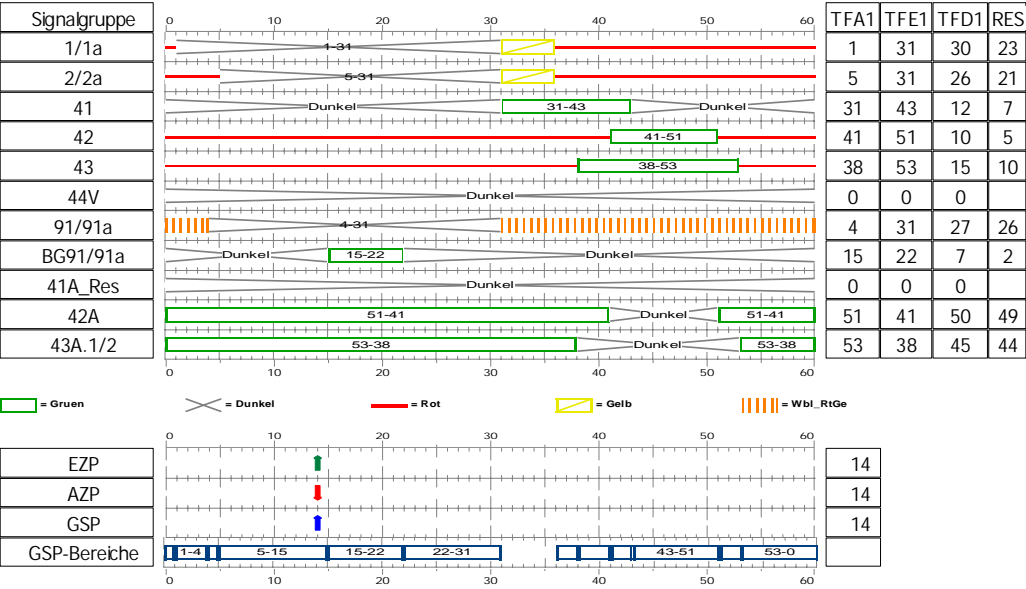 Signalgruppe 0 10 20 30 40 50 60 TFA1 TFE1 TFD1 RES
1/1a 1-31 1 31 30 23
2/2a 5-31 5 31 26 21
41 Dunkel 31-43 Dunkel 31 43 12 7
42 41-51 41 51 10 5
43 38-53 38 53 15 10
44V Dunkel 0 0 0
91/91a 4-31 4 31 27 26
BG91/91a Dunkel 15-22 Dunkel 15 22 7 2
41A_Res Dunkel 0 0 0
42A 51-41 Dunkel 51-41 51 41 50 49
43A.1/2 53-38 Dunkel 53-38 53 38 45 44
10 20 30 40 50 60
= Gruen = Dunkel = Rot = Gelb = Wbl_RtGe
0 10 20 30 40 50 60
EZP 14
AZP 14
GSP 14
GSP-Bereiche 1-4 5-15 15-22 22-31 43-51 53-0
0 10 20 30 40 50 60